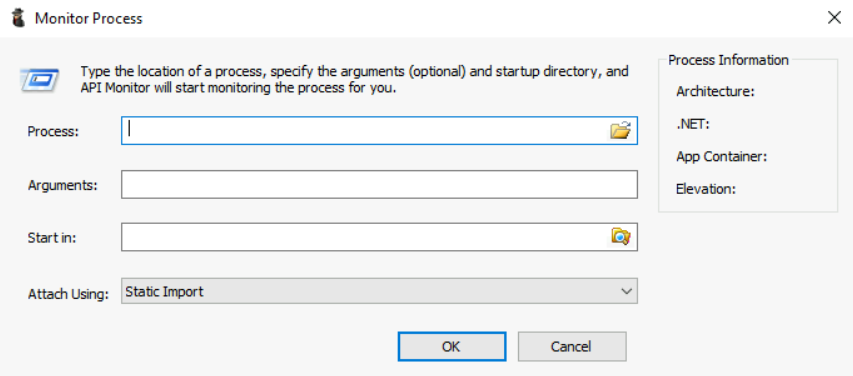 Monitor Process
Type the location of a process, specify the arguments (optional) and startup directory, and
API Monitor will start monitoring the process for you.
Process:
Arguments:
Start in:
Attach Using:
Static Import
OK
Cancel
Process Information
Architecture:
.NET:
App Container:
Elevation: